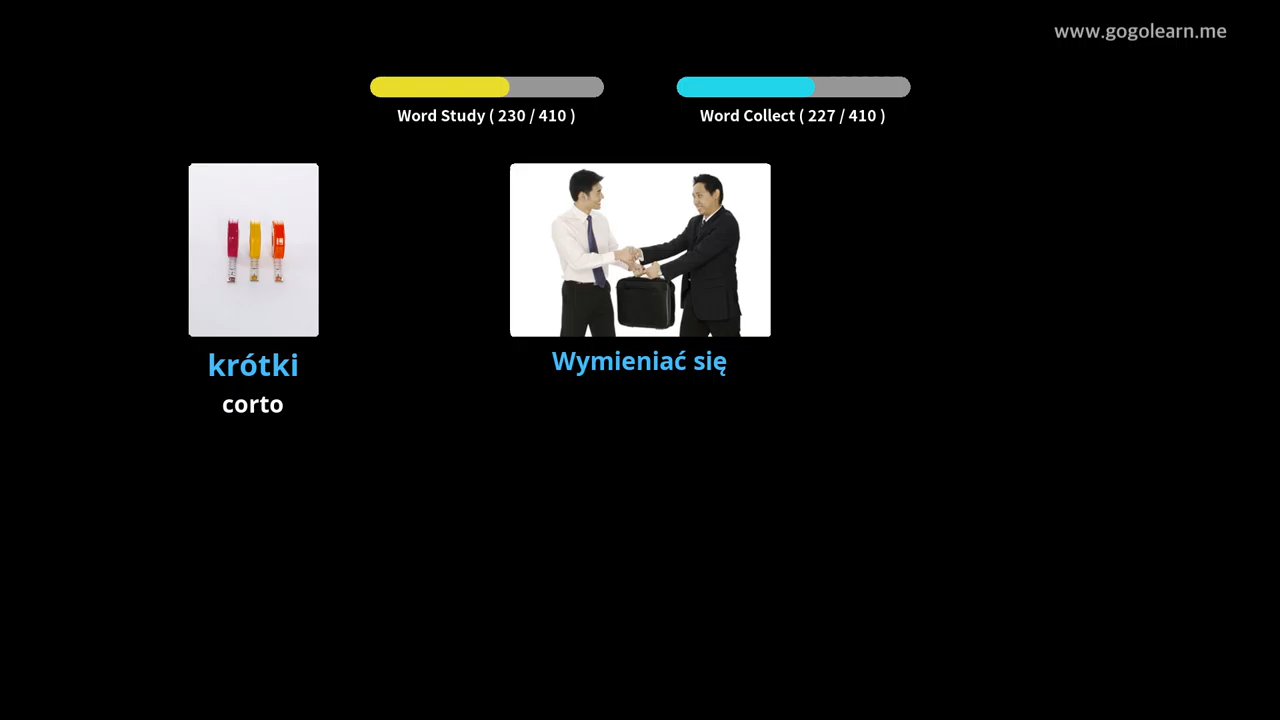 www.gogolearn.me
Word Study ( 230 / 410 )
Word Collect ( 227 / 410 )
krótki
corto
Wymieniać się